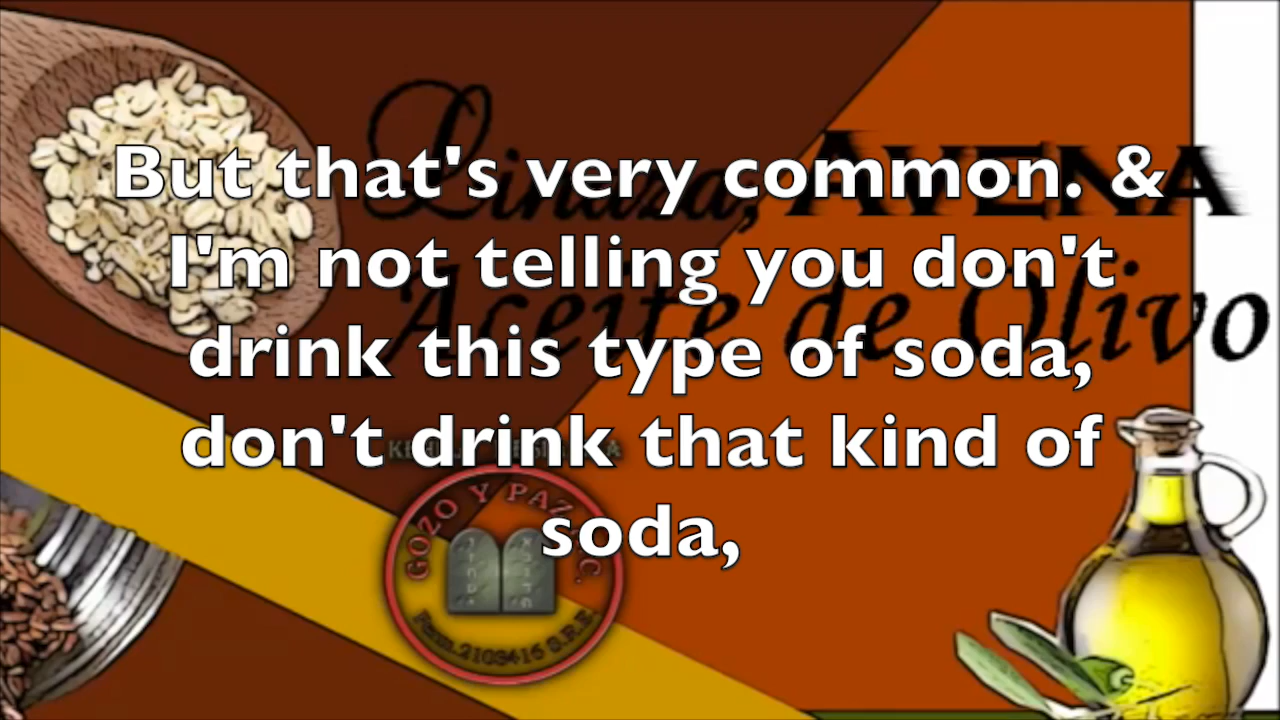 Linaza, AVENA
But that's very common. &
I'm not telling you don't
Aceite de Olivo
drink this type of soda,
don't drink that kind of
soda,
GOZO Y PAZ
2103416 S.R.E.